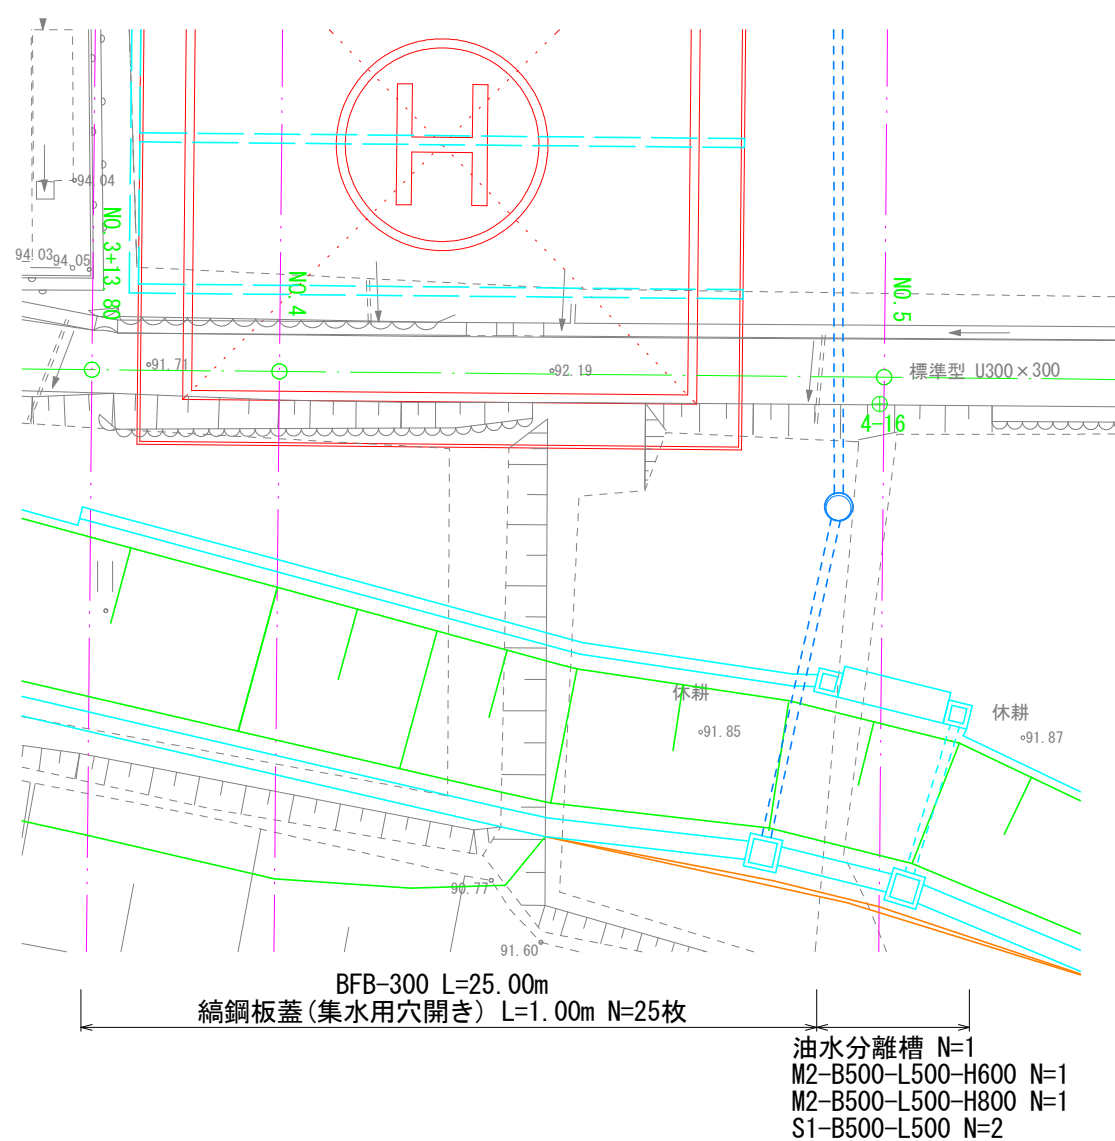 H
94.04
94.03
94.05
NO.3+13.80
NO.4
NO.5
91.71
92.19
標準型 U300×300
4-16
休耕
91.85
休耕
91.87
90.77
91.60
BFB-300 L=25.00m
縞鋼板蓋(集水用穴開き) L=1.00m N=25枚
油水分離槽 N=1
M2-B500-L500-H600 N=1
M2-B500-L500-H800 N=1
S1-B500-L500 N=2